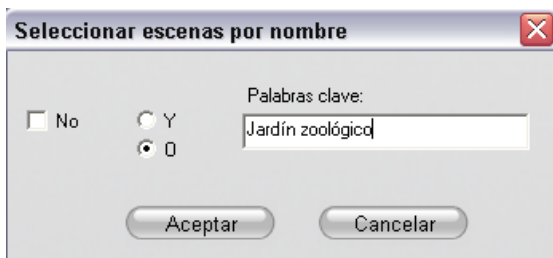 Seleccionar escenas por nombre
Palabras clave:
No
Y
Jardín zoológico
O
Aceptar
Cancelar